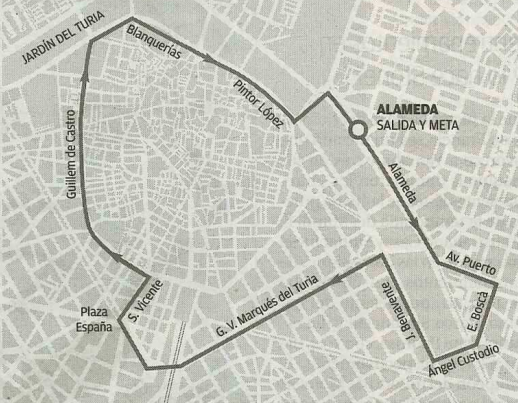 JARDÍN DEL TURIA
Blanquerías
Pintor López
ALAMEDA
SALIDA Y META
Guillem de Castro
Alameda
Av. Puerto
G. V. Marqués del Turia
S. Vicente
Plaza
España
J. Benavente
E. Boscá
Ángel Custodio